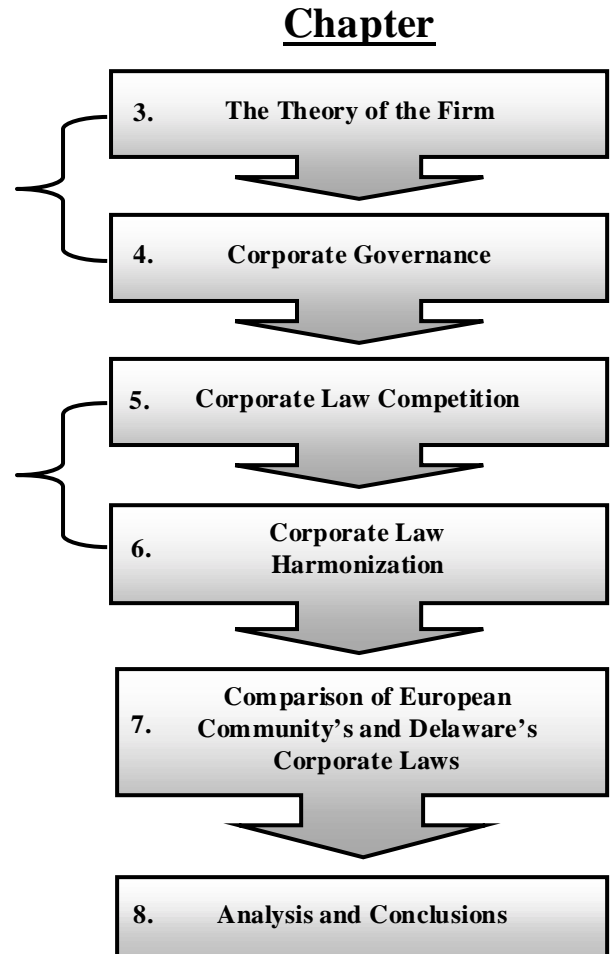 Chapter
3. The Theory of the Firm
4. Corporate Governance
5. Corporate Law Competition
6. Corporate Law
Harmonization
Comparison of European
7. Community's and Delaware's
Corporate Laws
8. Analysis and Conclusions